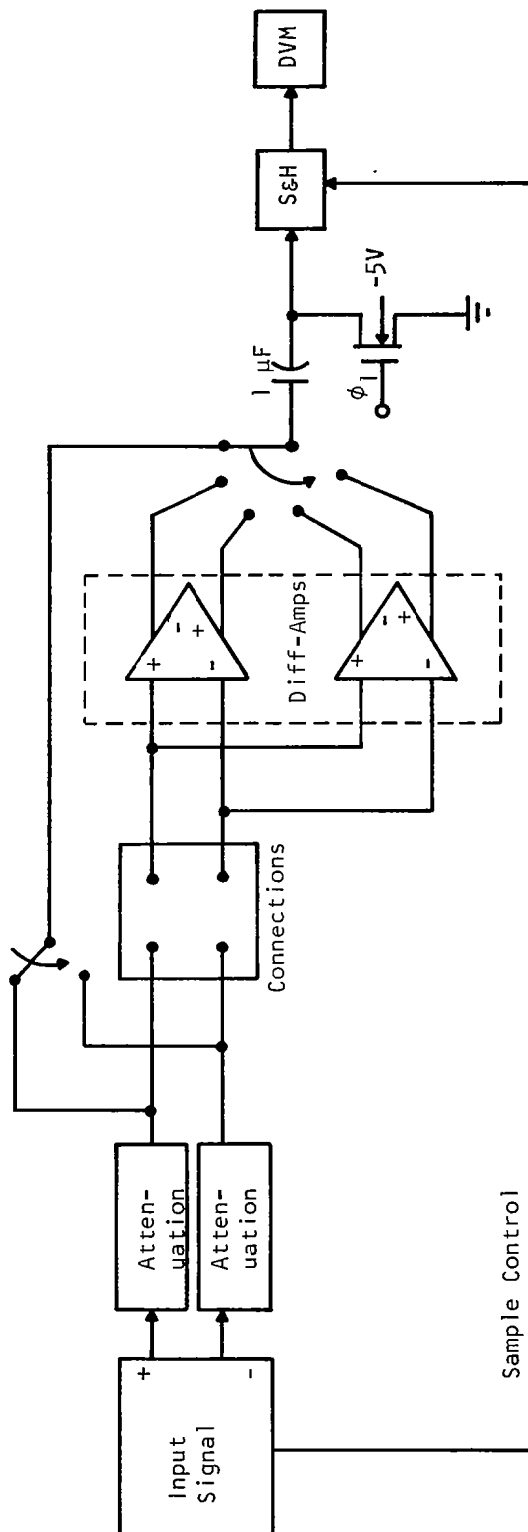 Input
Signal
+
-
Atten-
uation
Atten-
uation
Connections
+
-
-
+
Diff-Amps
+
-
-
+
1 μF
φ1
-5V
S&H
DVM
Sample Control